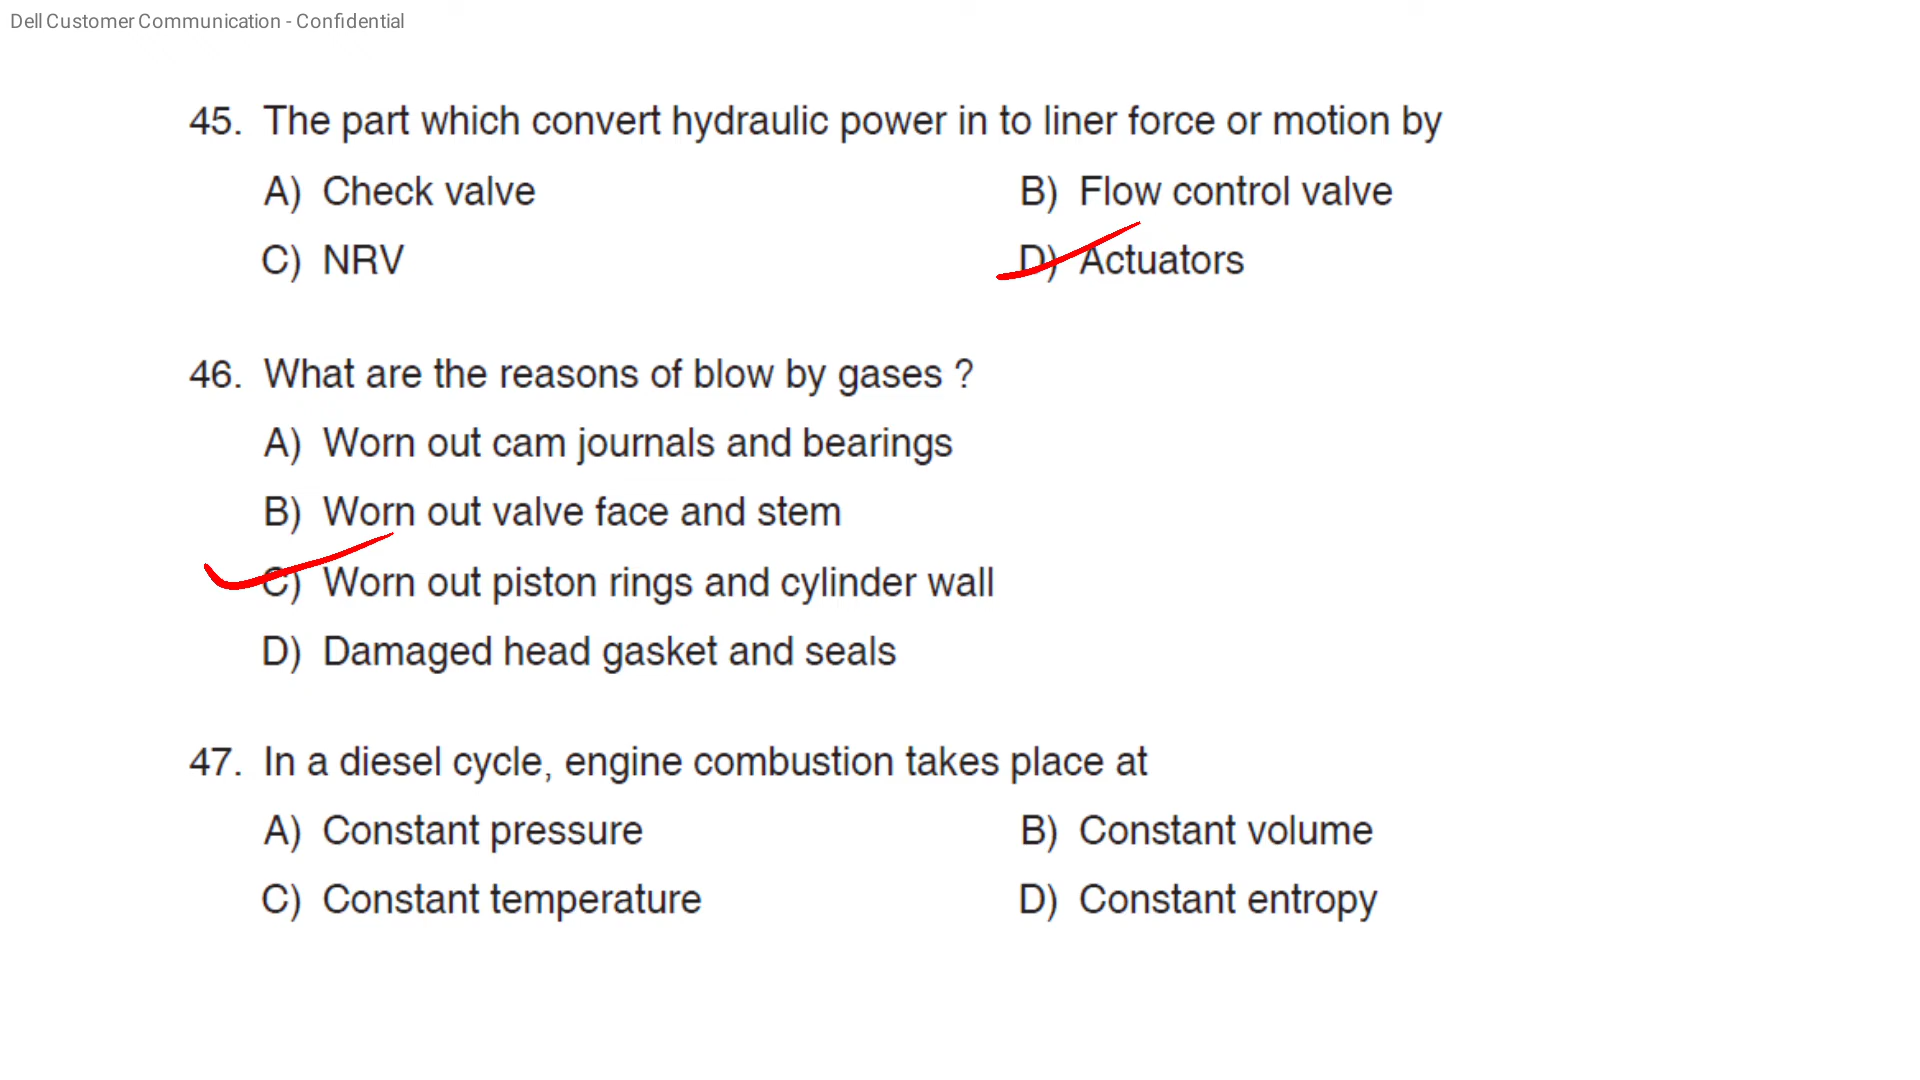 Dell Customer Communication - Confidential
45. The part which convert hydraulic power in to liner force or motion by
A) Check valve B) Flow control valve
C) NRV D) Actuators
46. What are the reasons of blow by gases ?
A) Worn out cam journals and bearings
B) Worn out valve face and stem
C) Worn out piston rings and cylinder wall
D) Damaged head gasket and seals
47. In a diesel cycle, engine combustion takes place at
A) Constant pressure B) Constant volume
C) Constant temperature D) Constant entropy